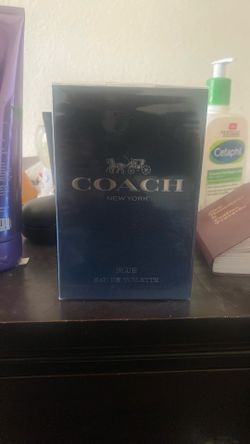 COACH
NEW YORK
BLUE
EAU DE TOILETTE
Cetaphil